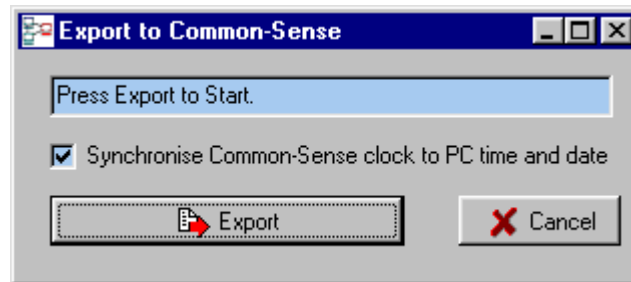 Export to Common-Sense
Press Export to Start.
Synchronise Common-Sense clock to PC time and date
Export
Cancel